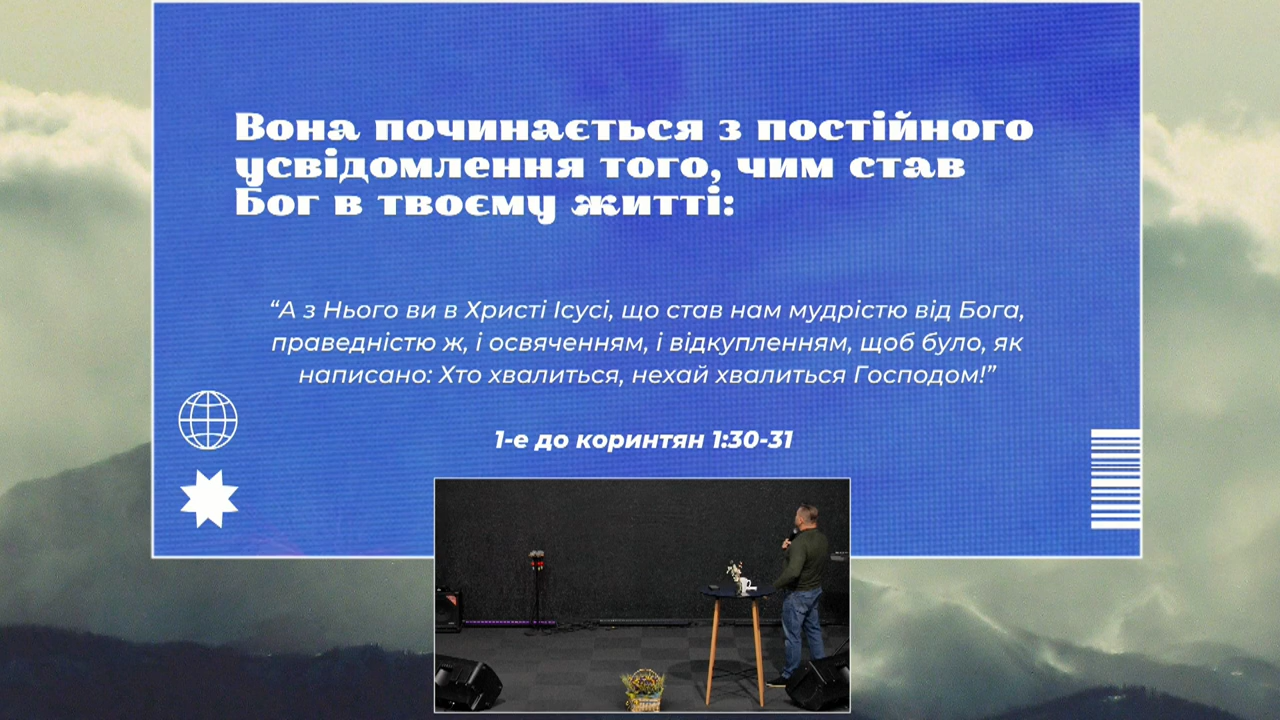 Вона починається з постійного
усвідомлення того, чим став
Бог в твоєму житті:
“А з Нього ви в Христі Ісусі, що став нам мудрістю від Бога,
праведністю ж, і освяченням, і відкупленням, щоб було, як
написано: Хто хвалиться, нехай хвалиться Господом!”
1-е до коринтян 1:30-31